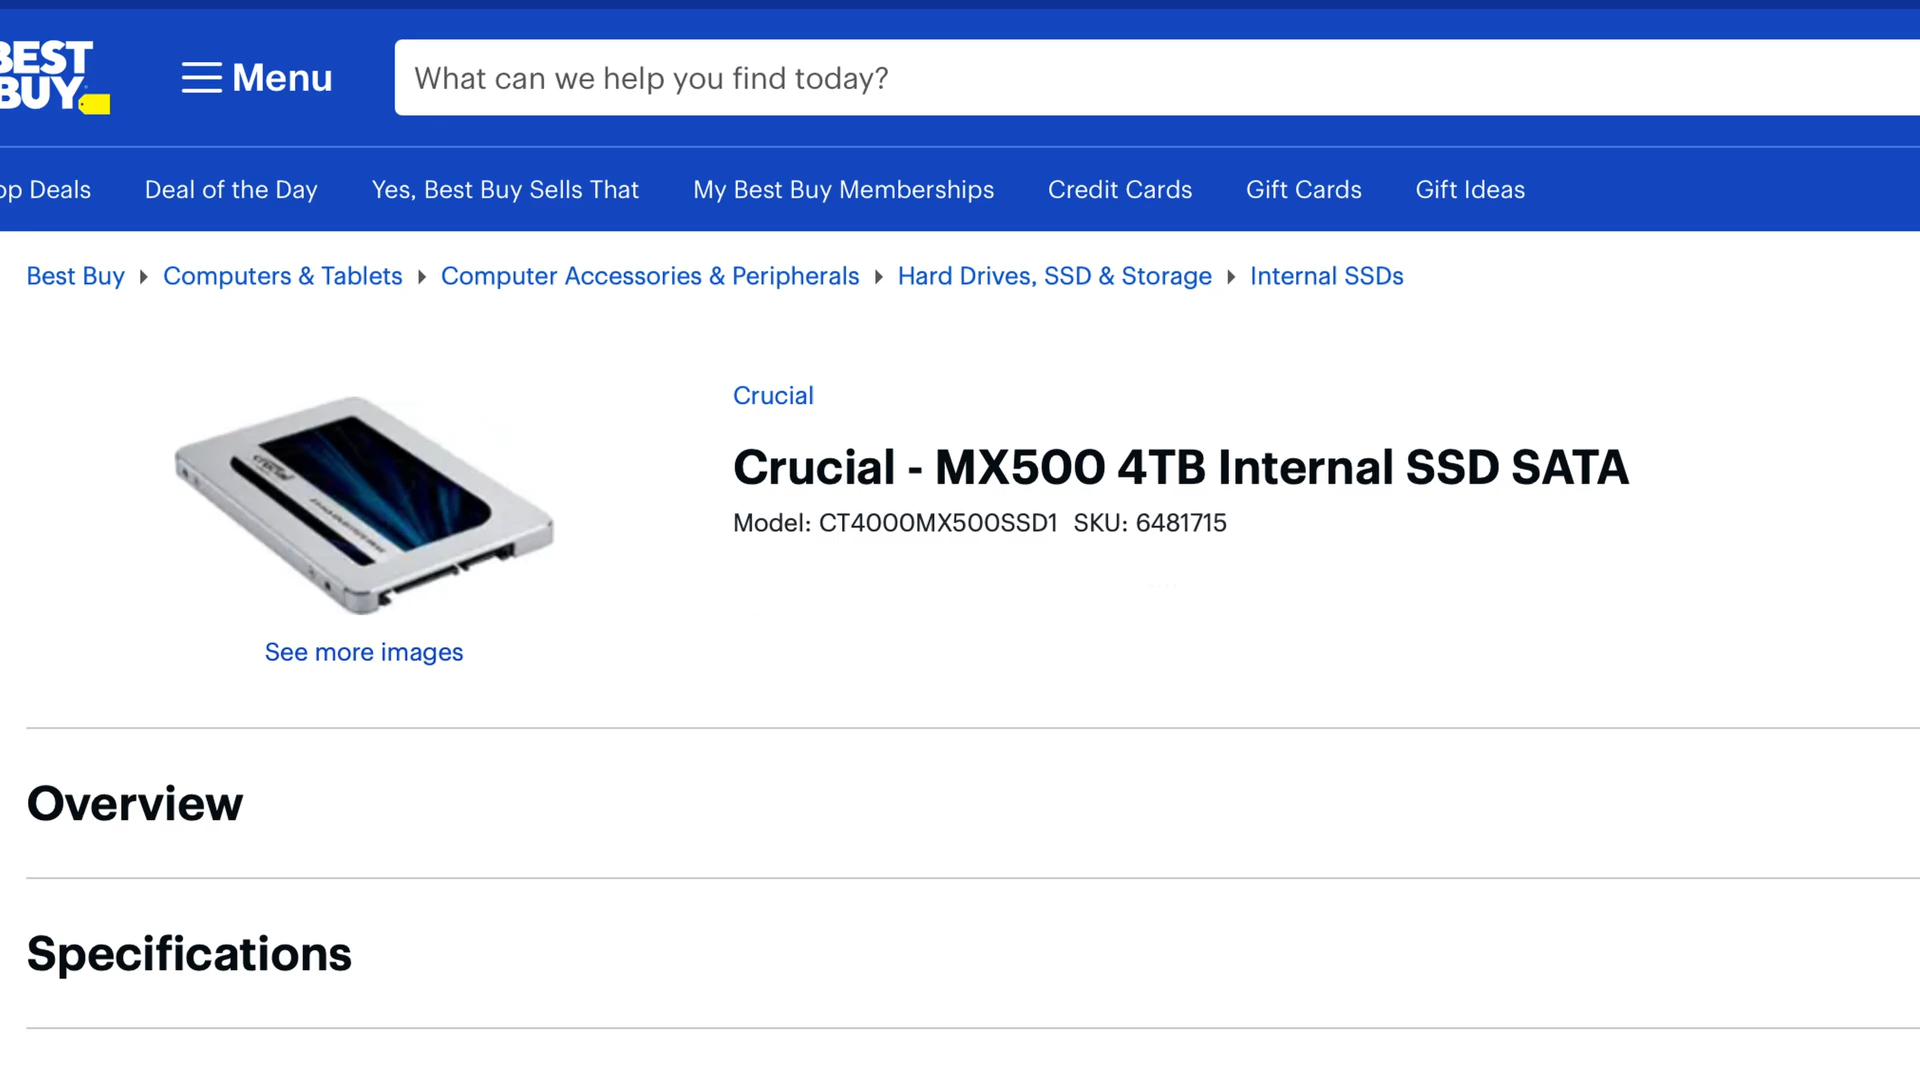 BEST
BUY
Menu
What can we help you find today?
op Deals
Deal of the Day
Yes, Best Buy Sells That
My Best Buy Memberships
Credit Cards
Gift Cards
Gift Ideas
Best Buy
Computers & Tablets
Computer Accessories & Peripherals
Hard Drives, SSD & Storage
Internal SSDs
crucial
Crucial
Crucial - MX500 4TB Internal SSD SATA
Model: CT4000MX500SSD1 SKU: 6481715
See more images
Overview
Specifications